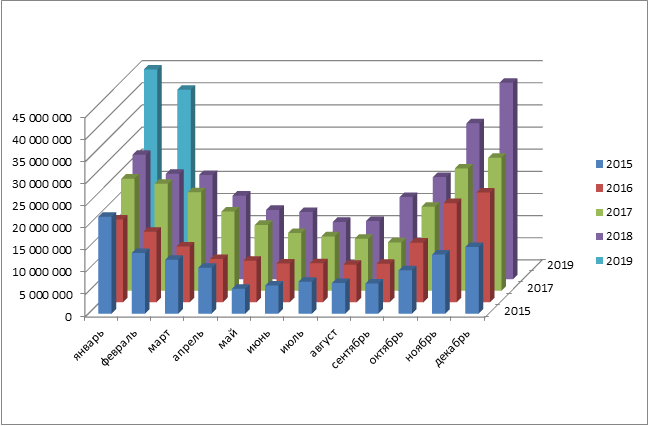 45 000 000
40 000 000
35 000 000
30 000 000
25 000 000
20 000 000
15 000 000
10 000 000
5 000 000
0
январь
февраль
март
апрель
май
июнь
июль
август
сентябрь
октябрь
ноябрь
декабрь
2015
2017
2019
2015
2016
2017
2018
2019